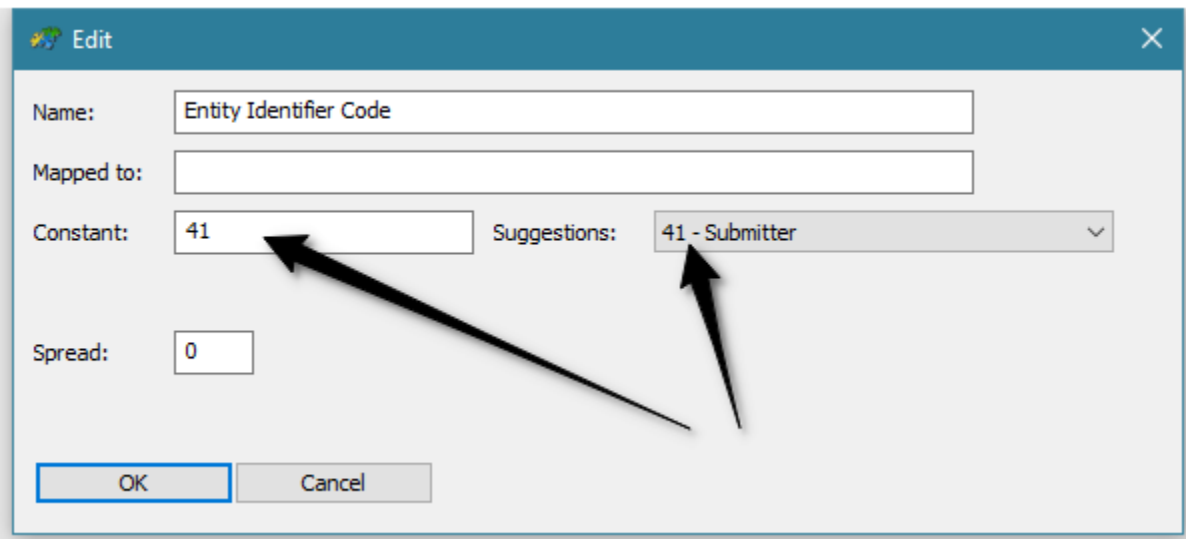 Edit
Name: Entity Identifier Code
Mapped to:
Constant: 41 Suggestions: 41 - Submitter
Spread: 0
OK Cancel